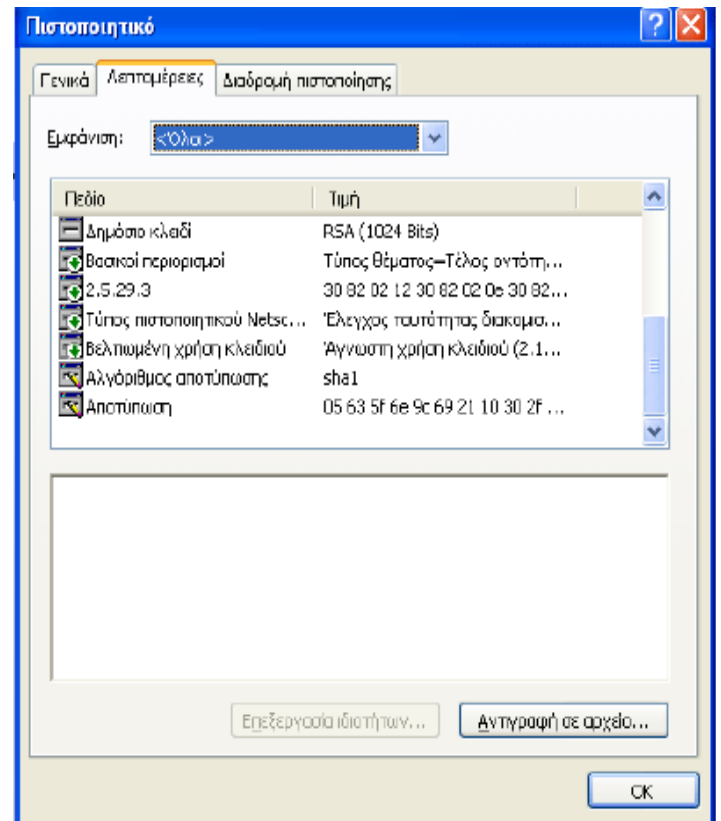 Πιστοποιητικό
Γενικά Λεπτομέρειες Διαδρομή πιστοποίησης
Εμφάνιση: <Όλα>
Πεδίο Τιμή
Δημόσιο κλειδί RSA (1024 Bits)
Βασικοί περιορισμοί Τύπος θέματος=Τέλος οντότη...
2.5.29.3 30 82 02 12 30 82 02 0e 30 82...
Τύπος πιστοποιητικού Netsc... Έλεγχος ταυτότητας διακομισ...
Βελτιωμένη χρήση κλειδιού Άγνωστη χρήση κλειδιού (2.1...
Αλγόριθμος αποτύπωσης sha1
Αποτύπωση 05 63 5f 6e 9c 69 21 10 30 2f ...
Επεξεργασία ιδιοτήτων... Αντιγραφή σε αρχείο...
OK